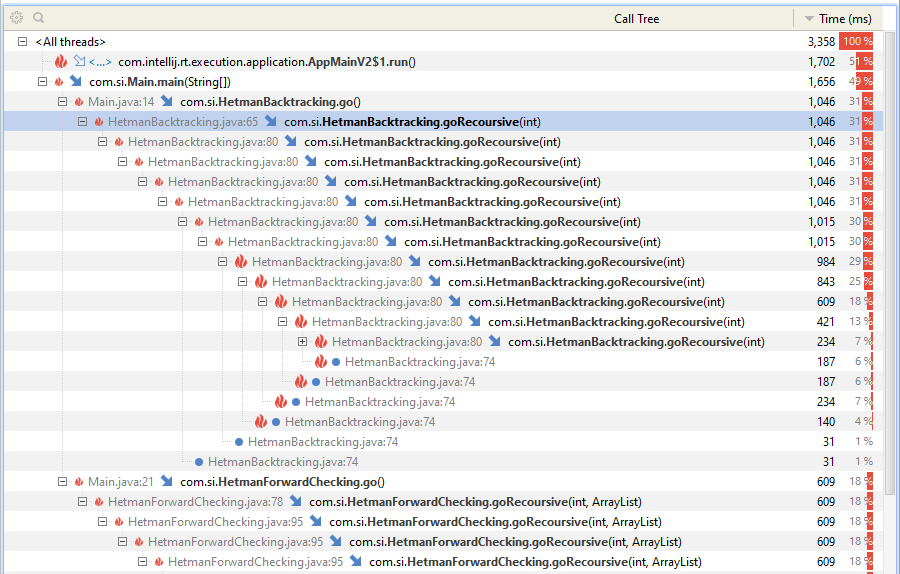 Call Tree Time (ms)
<All threads> 3,358 100 %
<...> com.intellij.rt.execution.application.AppMainV2$1.run() 1,702 51 %
com.si.Main.main(String[]) 1,656 49 %
Main.java:14 com.si.HetmanBacktracking.go() 1,046 31 %
HetmanBacktracking.java:65 com.si.HetmanBacktracking.goRecoursive(int) 1,046 31 %
HetmanBacktracking.java:80 com.si.HetmanBacktracking.goRecoursive(int) 1,046 31 %
HetmanBacktracking.java:80 com.si.HetmanBacktracking.goRecoursive(int) 1,046 31 %
HetmanBacktracking.java:80 com.si.HetmanBacktracking.goRecoursive(int) 1,046 31 %
HetmanBacktracking.java:80 com.si.HetmanBacktracking.goRecoursive(int) 1,046 31 %
HetmanBacktracking.java:80 com.si.HetmanBacktracking.goRecoursive(int) 1,015 30 %
HetmanBacktracking.java:80 com.si.HetmanBacktracking.goRecoursive(int) 1,015 30 %
HetmanBacktracking.java:80 com.si.HetmanBacktracking.goRecoursive(int) 984 29 %
HetmanBacktracking.java:80 com.si.HetmanBacktracking.goRecoursive(int) 843 25 %
HetmanBacktracking.java:80 com.si.HetmanBacktracking.goRecoursive(int) 609 18 %
HetmanBacktracking.java:80 com.si.HetmanBacktracking.goRecoursive(int) 421 13 %
HetmanBacktracking.java:80 com.si.HetmanBacktracking.goRecoursive(int) 234 7 %
HetmanBacktracking.java:74 187 6 %
HetmanBacktracking.java:74 187 6 %
HetmanBacktracking.java:74 234 7 %
HetmanBacktracking.java:74 140 4 %
HetmanBacktracking.java:74 31 1 %
HetmanBacktracking.java:74 31 1 %
Main.java:21 com.si.HetmanForwardChecking.go() 609 18 %
HetmanForwardChecking.java:78 com.si.HetmanForwardChecking.goRecoursive(int, ArrayList) 609 18 %
HetmanForwardChecking.java:95 com.si.HetmanForwardChecking.goRecoursive(int, ArrayList) 609 18 %
HetmanForwardChecking.java:95 com.si.HetmanForwardChecking.goRecoursive(int, ArrayList) 609 18 %
HetmanForwardChecking.java:95 com.si.HetmanForwardChecking.goRecoursive(int, ArrayList) 609 18 %